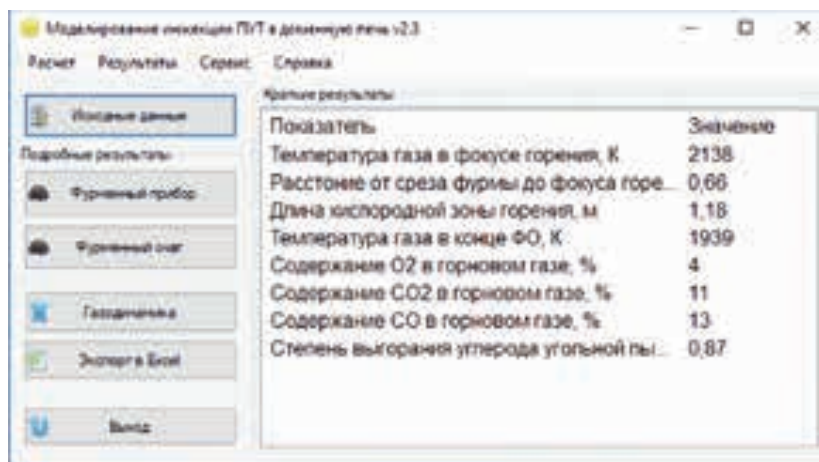 Моделирование инжекции ПУТ в доменную печь v2.3
Расчет Результаты Сервис Справка
Исходные данные
Подробные результаты
Фурменный прибор
Фурменный очаг
Газодинамика
Экспорт в Excel
Выход
Краткие результаты
Показатель Значение
Температура газа в фокусе горения, К 2138
Расстоние от среза фурмы до фокуса горе... 0,66
Длина кислородной зоны горения, м 1,18
Температура газа в конце ФО, К 1939
Содержание О2 в горновом газе, % 4
Содержание СО2 в горновом газе, % 11
Содержание СО в горновом газе, % 13
Степень выгорания углерода угольной пы... 0,87